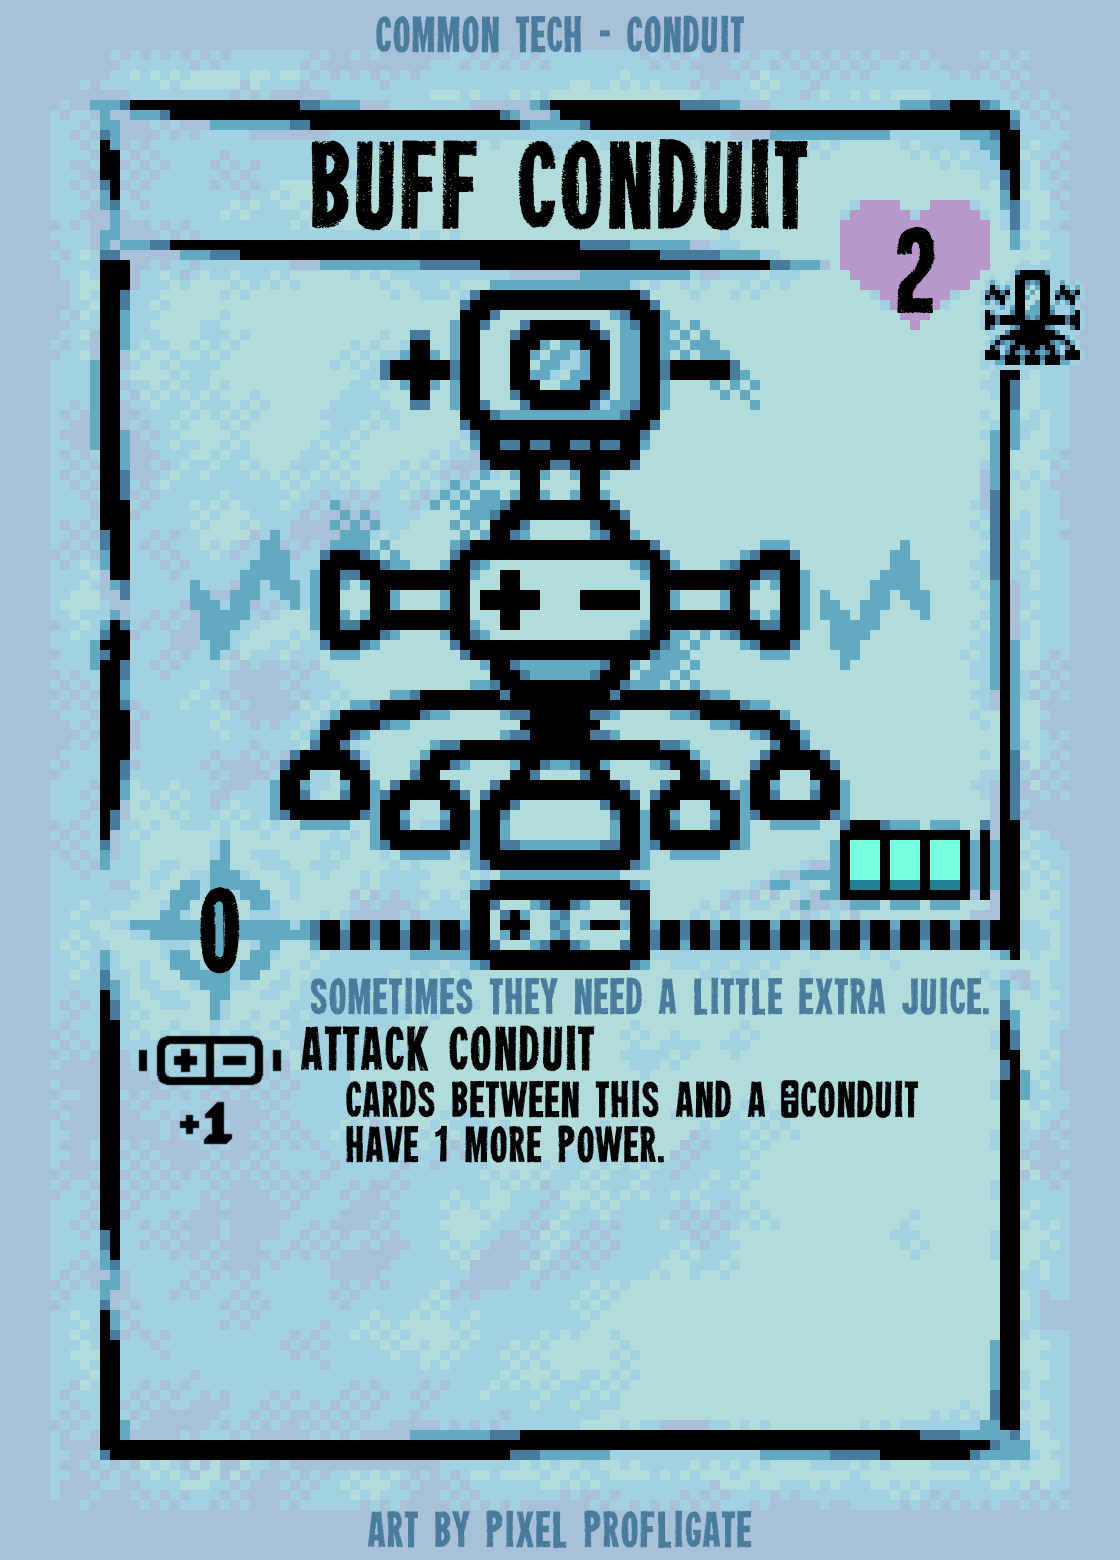 COMMON TECH - CONDUIT
BUFF CONDUIT
2
0
SOMETIMES THEY NEED A LITTLE EXTRA JUICE.
ATTACK CONDUIT
+1
CARDS BETWEEN THIS AND A CONDUIT
HAVE 1 MORE POWER.
ART BY PIXEL PROFLIGATE